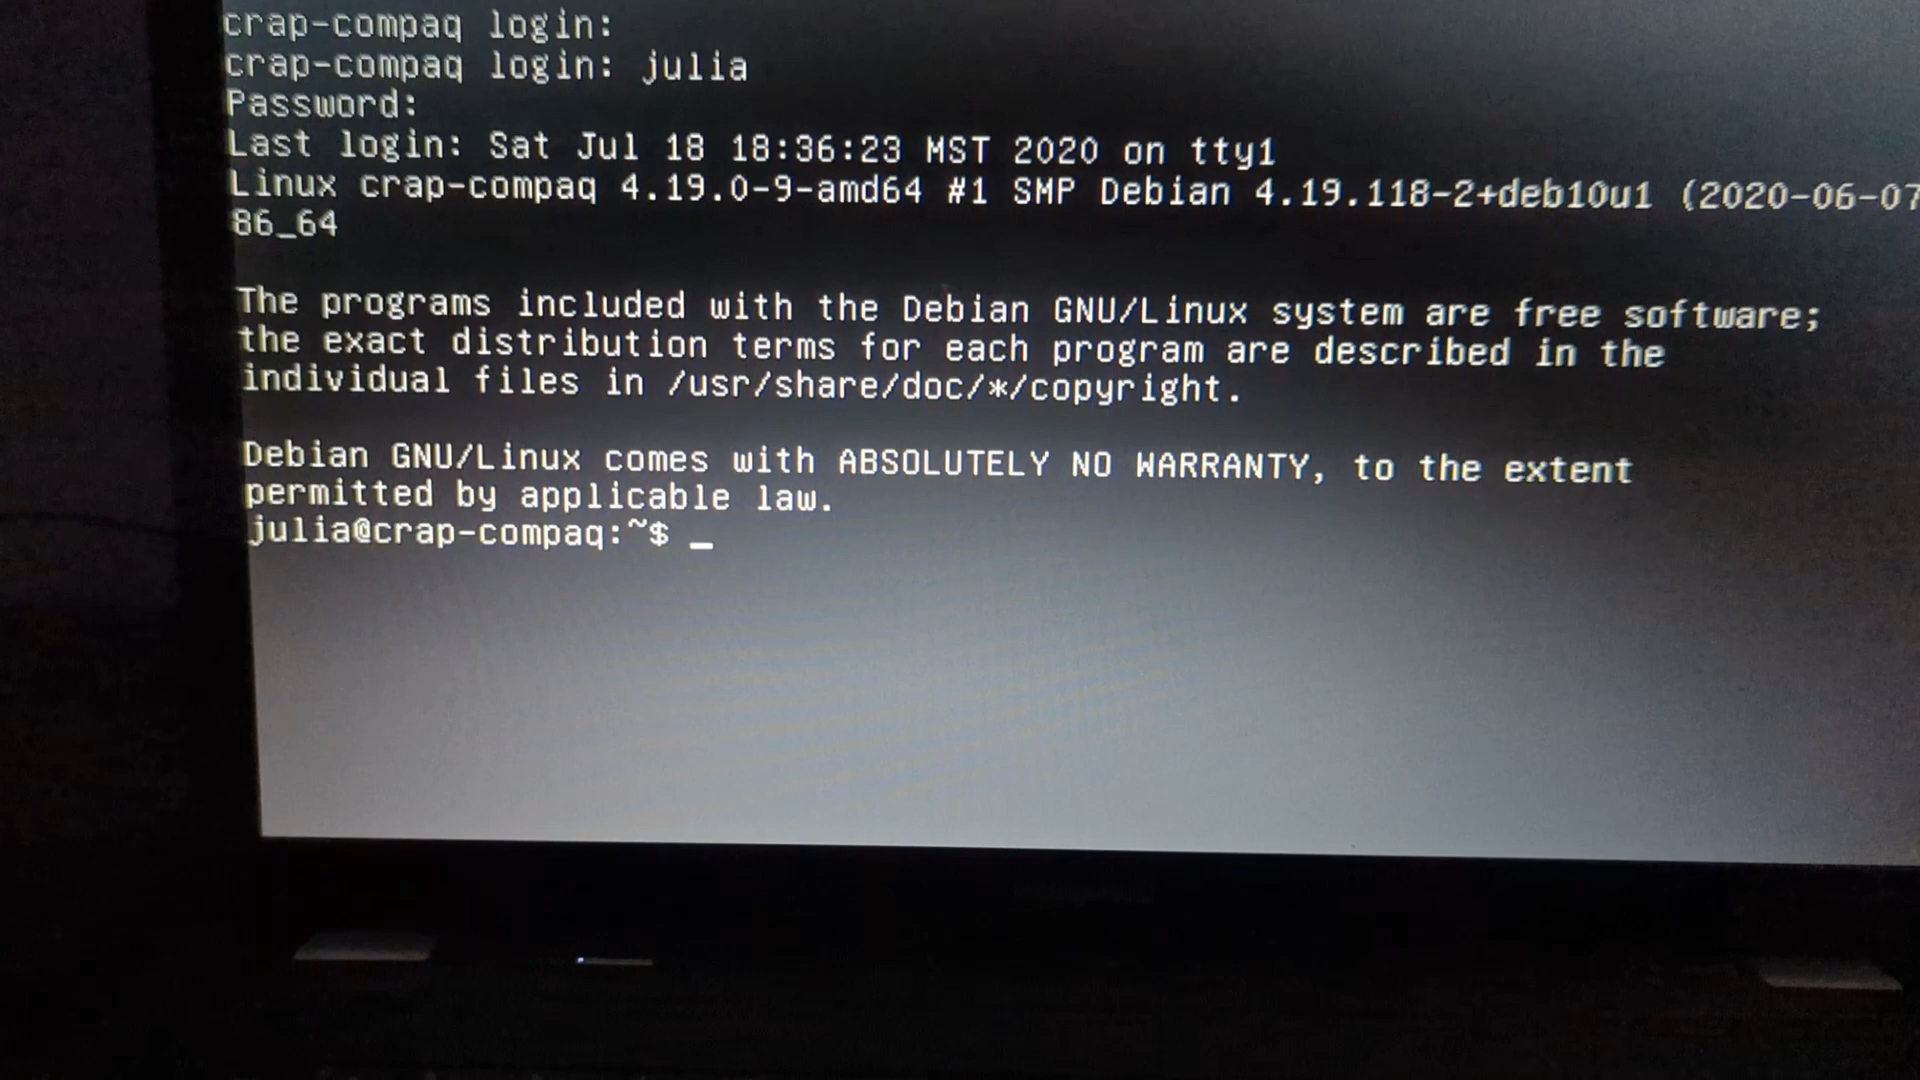 crap-compaq login:
crap-compaq login: julia
Password:
Last login: Sat Jul 18 18:36:23 MST 2020 on tty1
Linux crap-compaq 4.19.0-9-amd64 #1 SMP Debian 4.19.118-2+deb10u1 (2020-06-07
86_64
The programs included with the Debian GNU/Linux system are free software;
the exact distribution terms for each program are described in the
individual files in /usr/share/doc/*/copyright.
Debian GNU/Linux comes with ABSOLUTELY NO WARRANTY, to the extent
permitted by applicable law.
julia@crap-compaq:~$ _